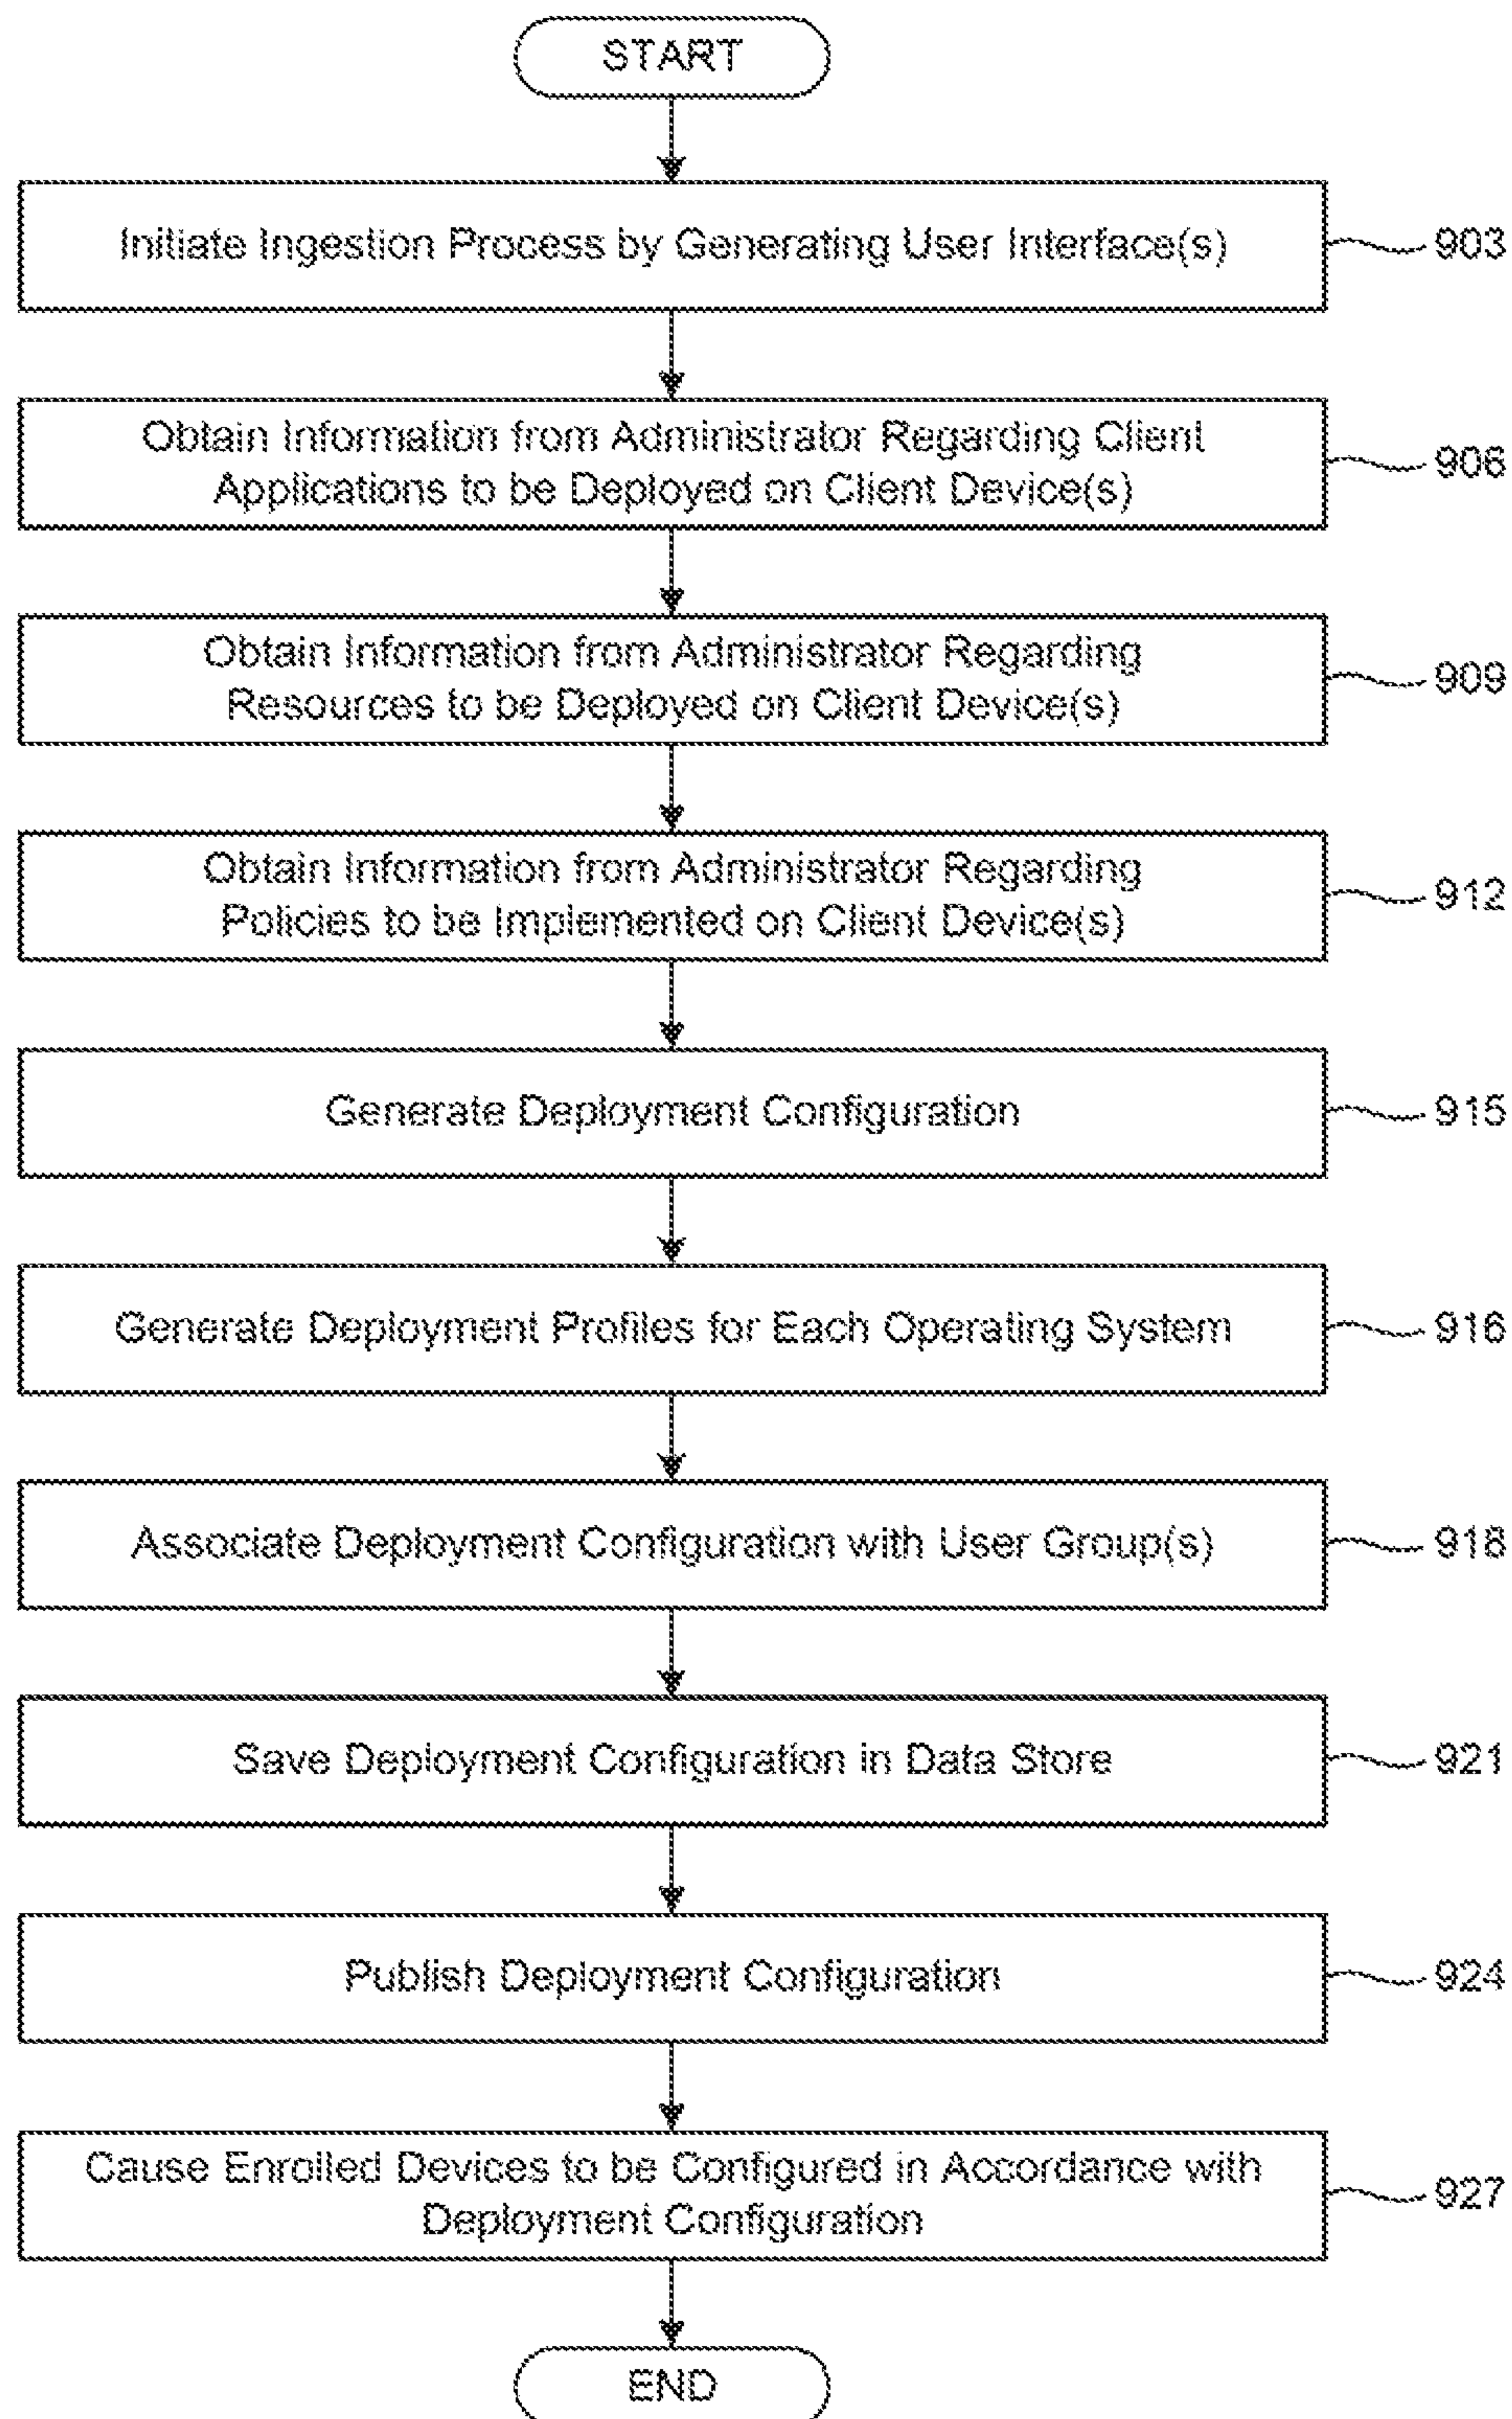 START
Initiate Ingestion Process by Generating User Interface(s)
903
Obtain Information from Administrator Regarding Client
Applications to be Deployed on Client Device(s)
906
Obtain Information from Administrator Regarding
Resources to be Deployed on Client Device(s)
909
Obtain Information from Administrator Regarding
Policies to be Implemented on Client Device(s)
912
Generate Deployment Configuration
915
Generate Deployment Profiles for Each Operating System
916
Associate Deployment Configuration with User Group(s)
918
Save Deployment Configuration in Data Store
921
Publish Deployment Configuration
924
Cause Enrolled Devices to be Configured in Accordance with
Deployment Configuration
927
END